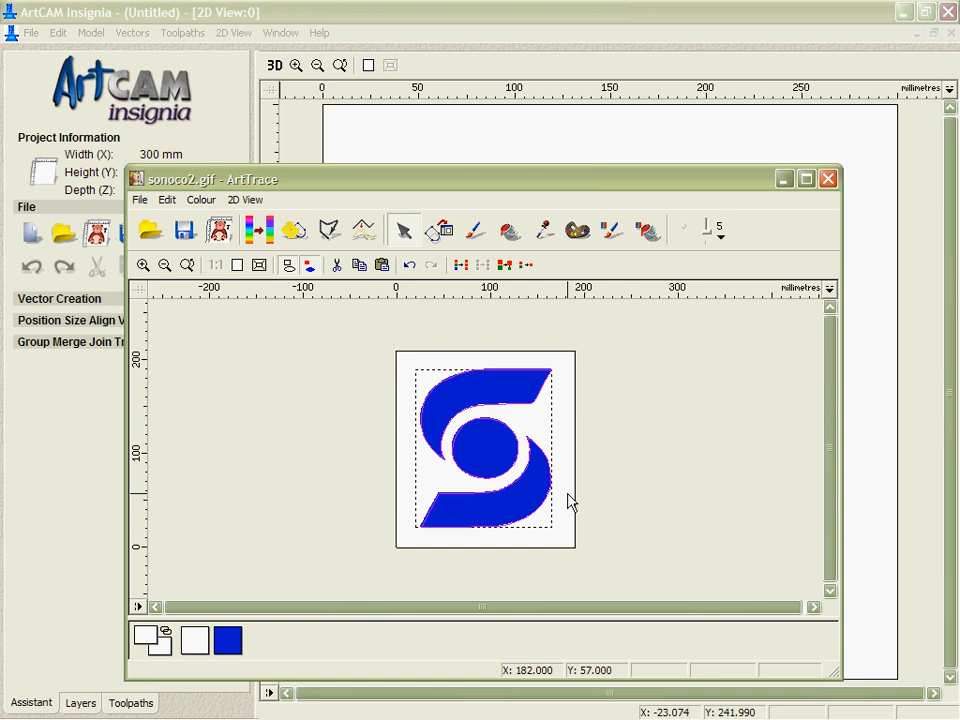 ArtCAM Insignia - (Untitled) - [2D View:0]
File Edit Model Vectors Toolpaths 2D View Window Help
ArtCAM
insignia
3D
0 50 100 150 200 250 millimetres
Project Information
Width (X): 300 mm
Height (Y):
Depth (Z):
File
Vector Creation
Position Size Align V
Group Merge Join Tr
sonoco2.gif - ArtTrace
File Edit Colour 2D View
5
1:1
-200 -100 0 100 200 300 millimetres
200
100
0
X: 182.000 Y: 57.000
Assistant Layers Toolpaths
X: -23.074 Y: 241.990